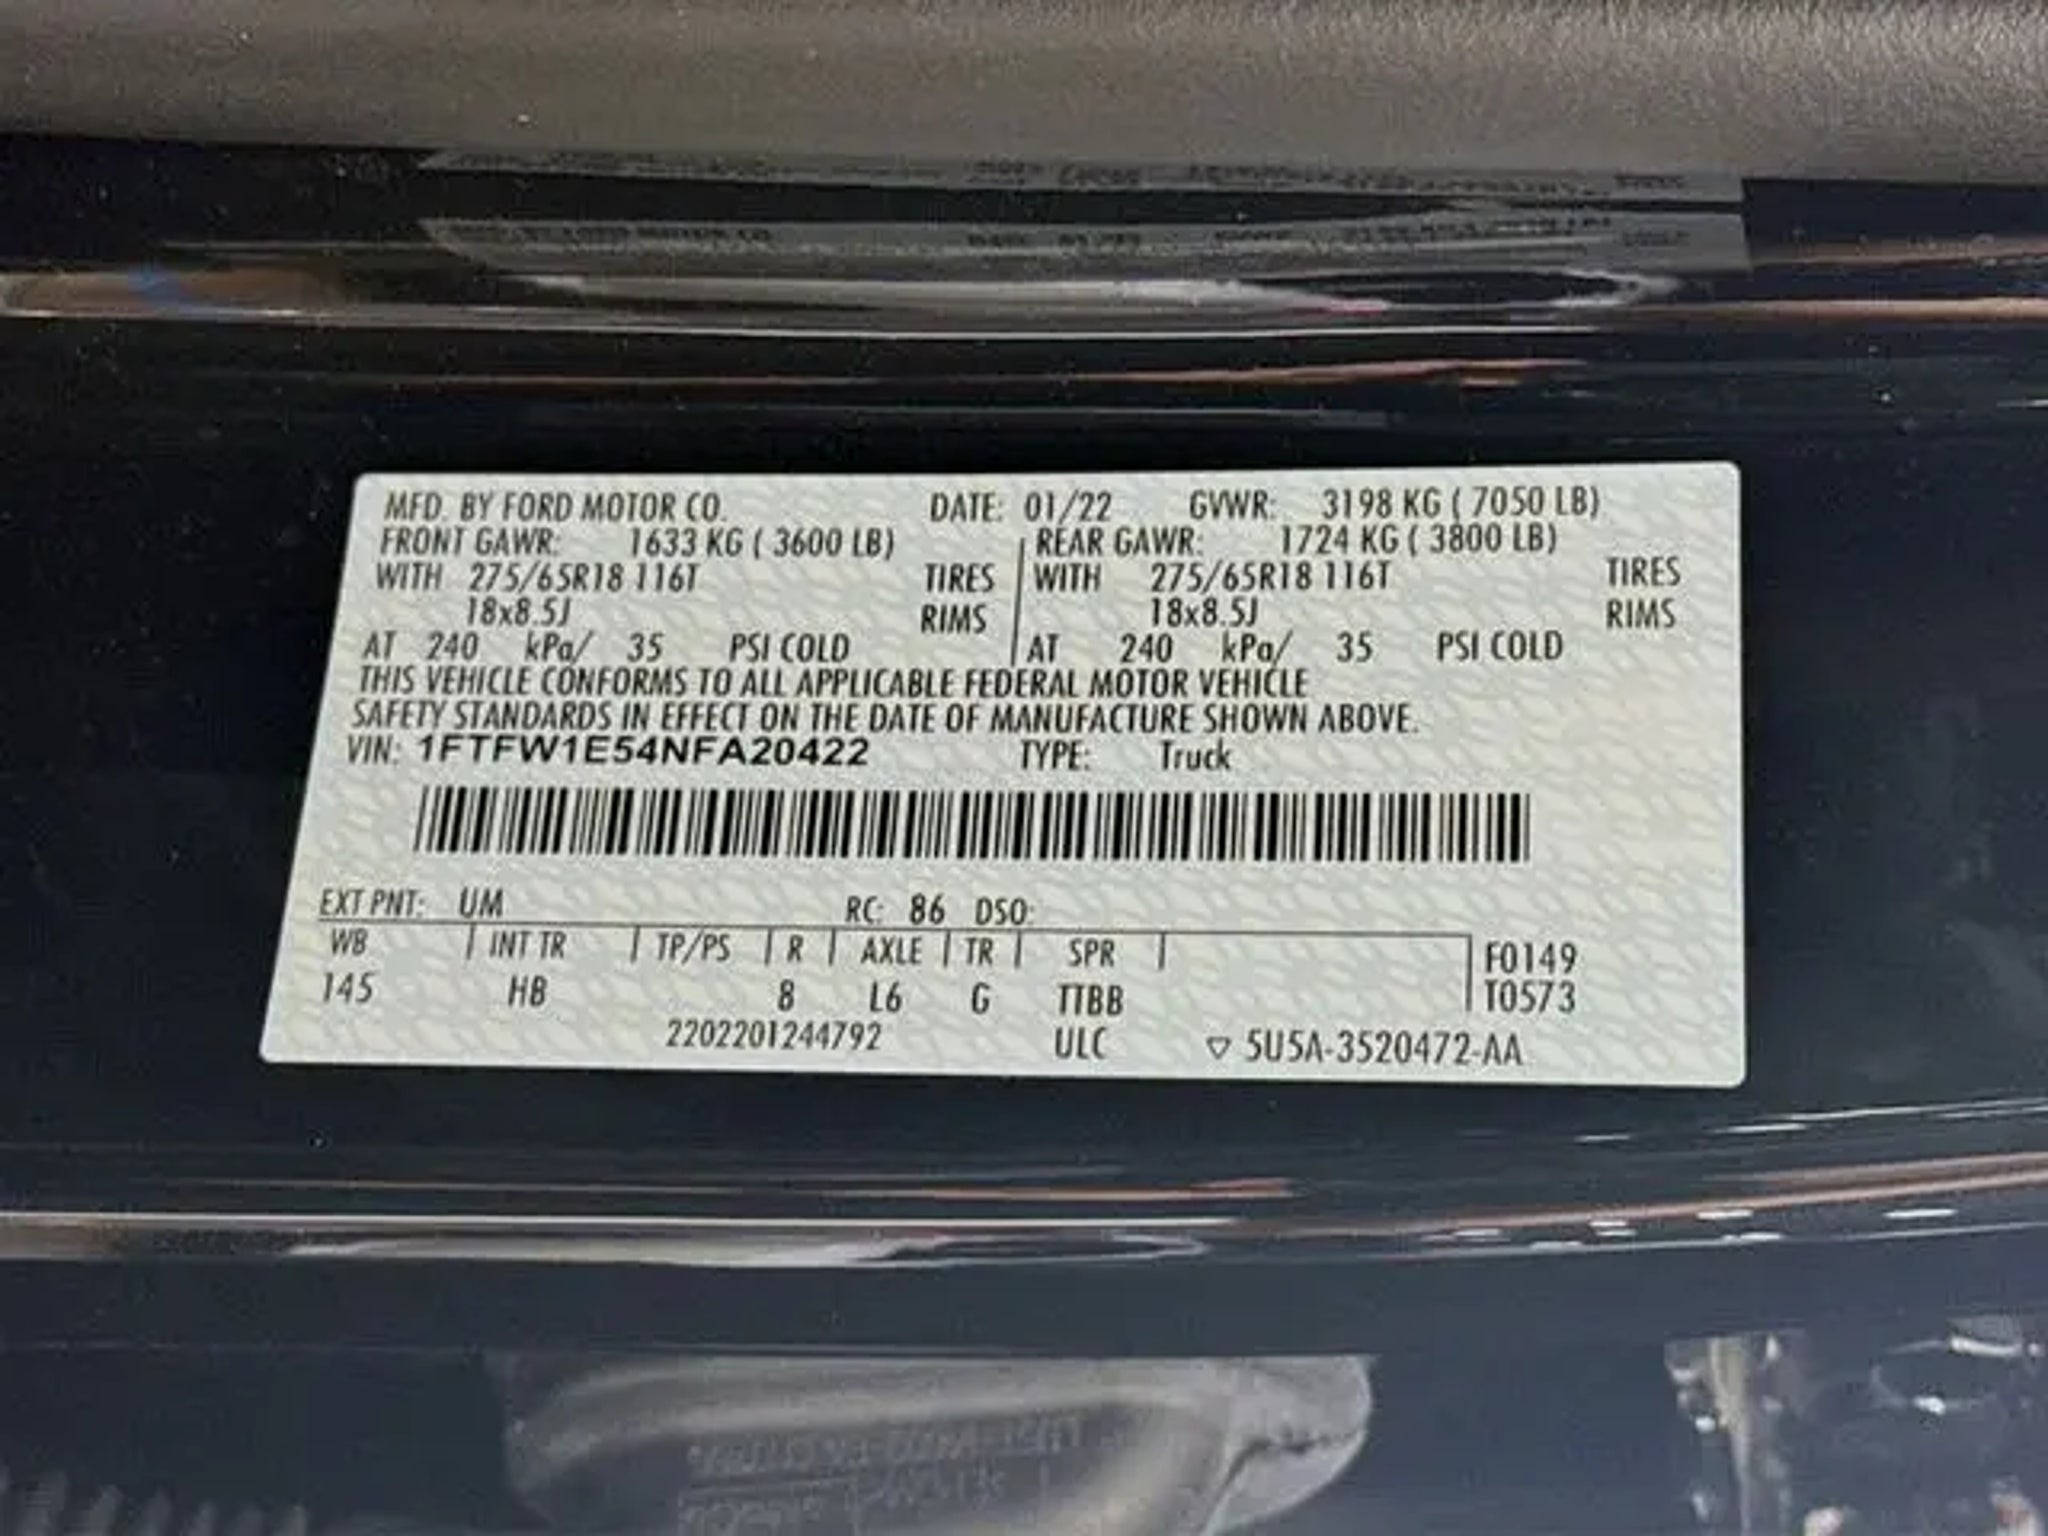 MFD. BY FORD MOTOR CO. DATE: 01/22 GVWR: 3198 KG ( 7050 LB)
FRONT GAWR: 1633 KG ( 3600 LB) REAR GAWR: 1724 KG ( 3800 LB)
WITH 275/65R18 116T TIRES WITH 275/65R18 116T TIRES
18x8.5J RIMS 18x8.5J RIMS
AT 240 kPa/ 35 PSI COLD AT 240 kPa/ 35 PSI COLD
THIS VEHICLE CONFORMS TO ALL APPLICABLE FEDERAL MOTOR VEHICLE
SAFETY STANDARDS IN EFFECT ON THE DATE OF MANUFACTURE SHOWN ABOVE.
VIN: 1FTFW1E54NFA20422 TYPE: Truck
EXT PNT: UM RC: 86 DSO:
WB INT TR TP/PS R AXLE TR SPR F0149
145 HB 8 L6 G TTBB T0573
2202201244792 ULC ▽ 5U5A-3520472-AA